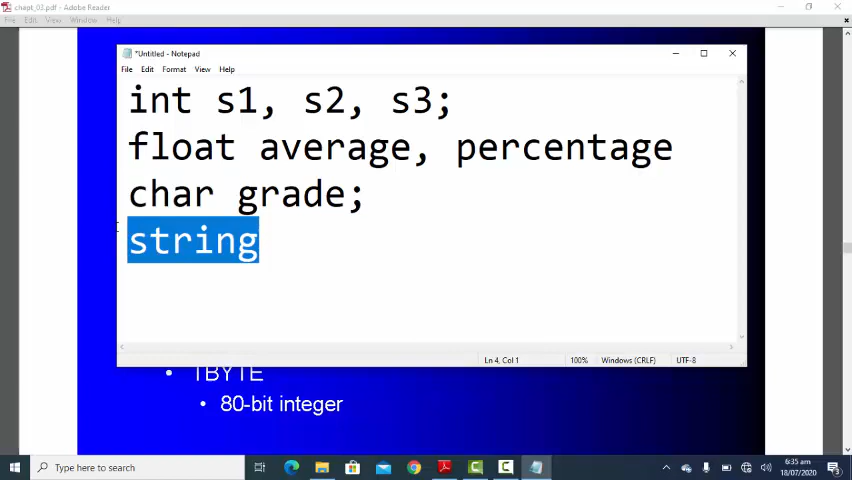 chapt_03.pdf - Adobe Reader
File Edit View Window Help
*Untitled - Notepad
File Edit Format View Help
int s1, s2, s3;
float average, percentage
char grade;
string
Ln 4, Col 1 100% Windows (CRLF) UTF-8
• TBYTE
• 80-bit integer
Type here to search
6:35 am
18/07/2020
3